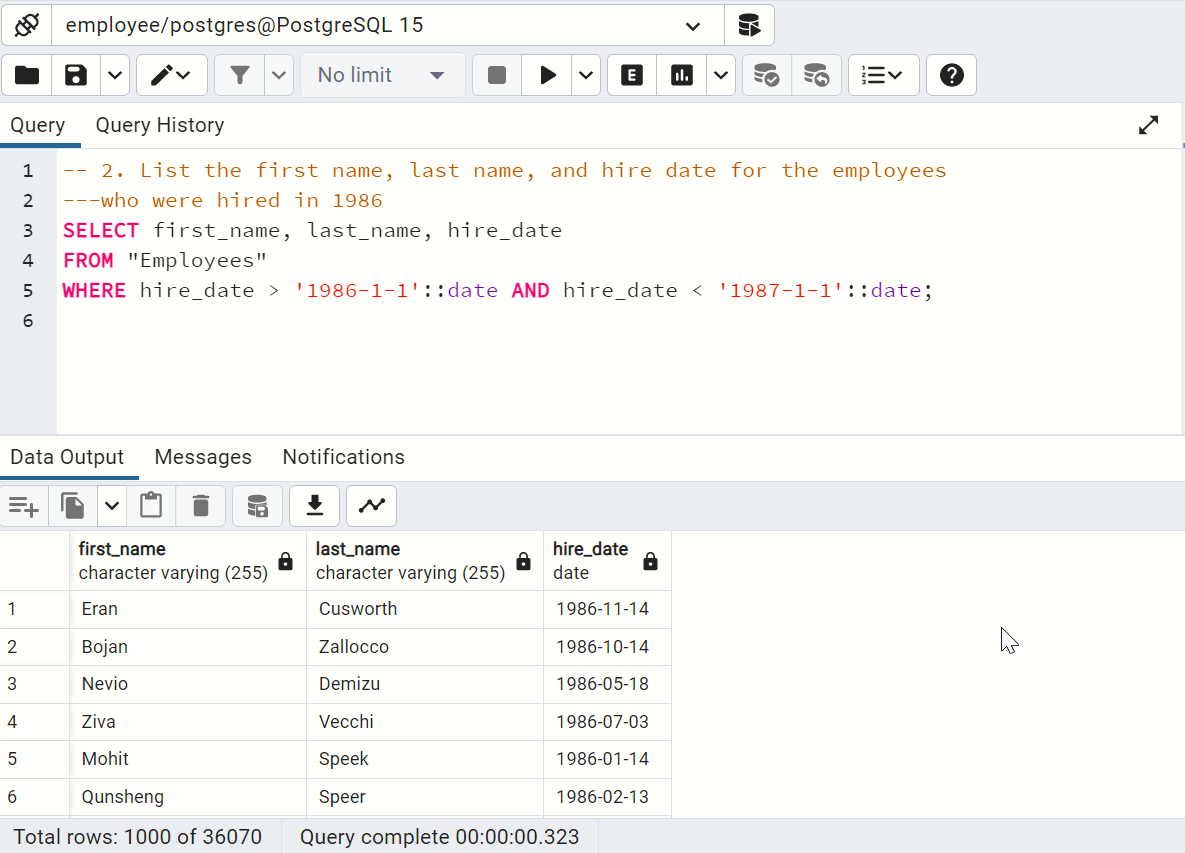 employee/postgres@PostgreSQL 15
No limit
E
Query Query History
1 -- 2. List the first name, last name, and hire date for the employees
2 ---who were hired in 1986
3 SELECT first_name, last_name, hire_date
4 FROM "Employees"
5 WHERE hire_date > '1986-1-1'::date AND hire_date < '1987-1-1'::date;
6
Data Output Messages Notifications
first_name last_name hire_date
character varying (255) character varying (255) date
1 Eran Cusworth 1986-11-14
2 Bojan Zallocco 1986-10-14
3 Nevio Demizu 1986-05-18
4 Ziva Vecchi 1986-07-03
5 Mohit Speek 1986-01-14
6 Qunsheng Speer 1986-02-13
Total rows: 1000 of 36070 Query complete 00:00:00.323